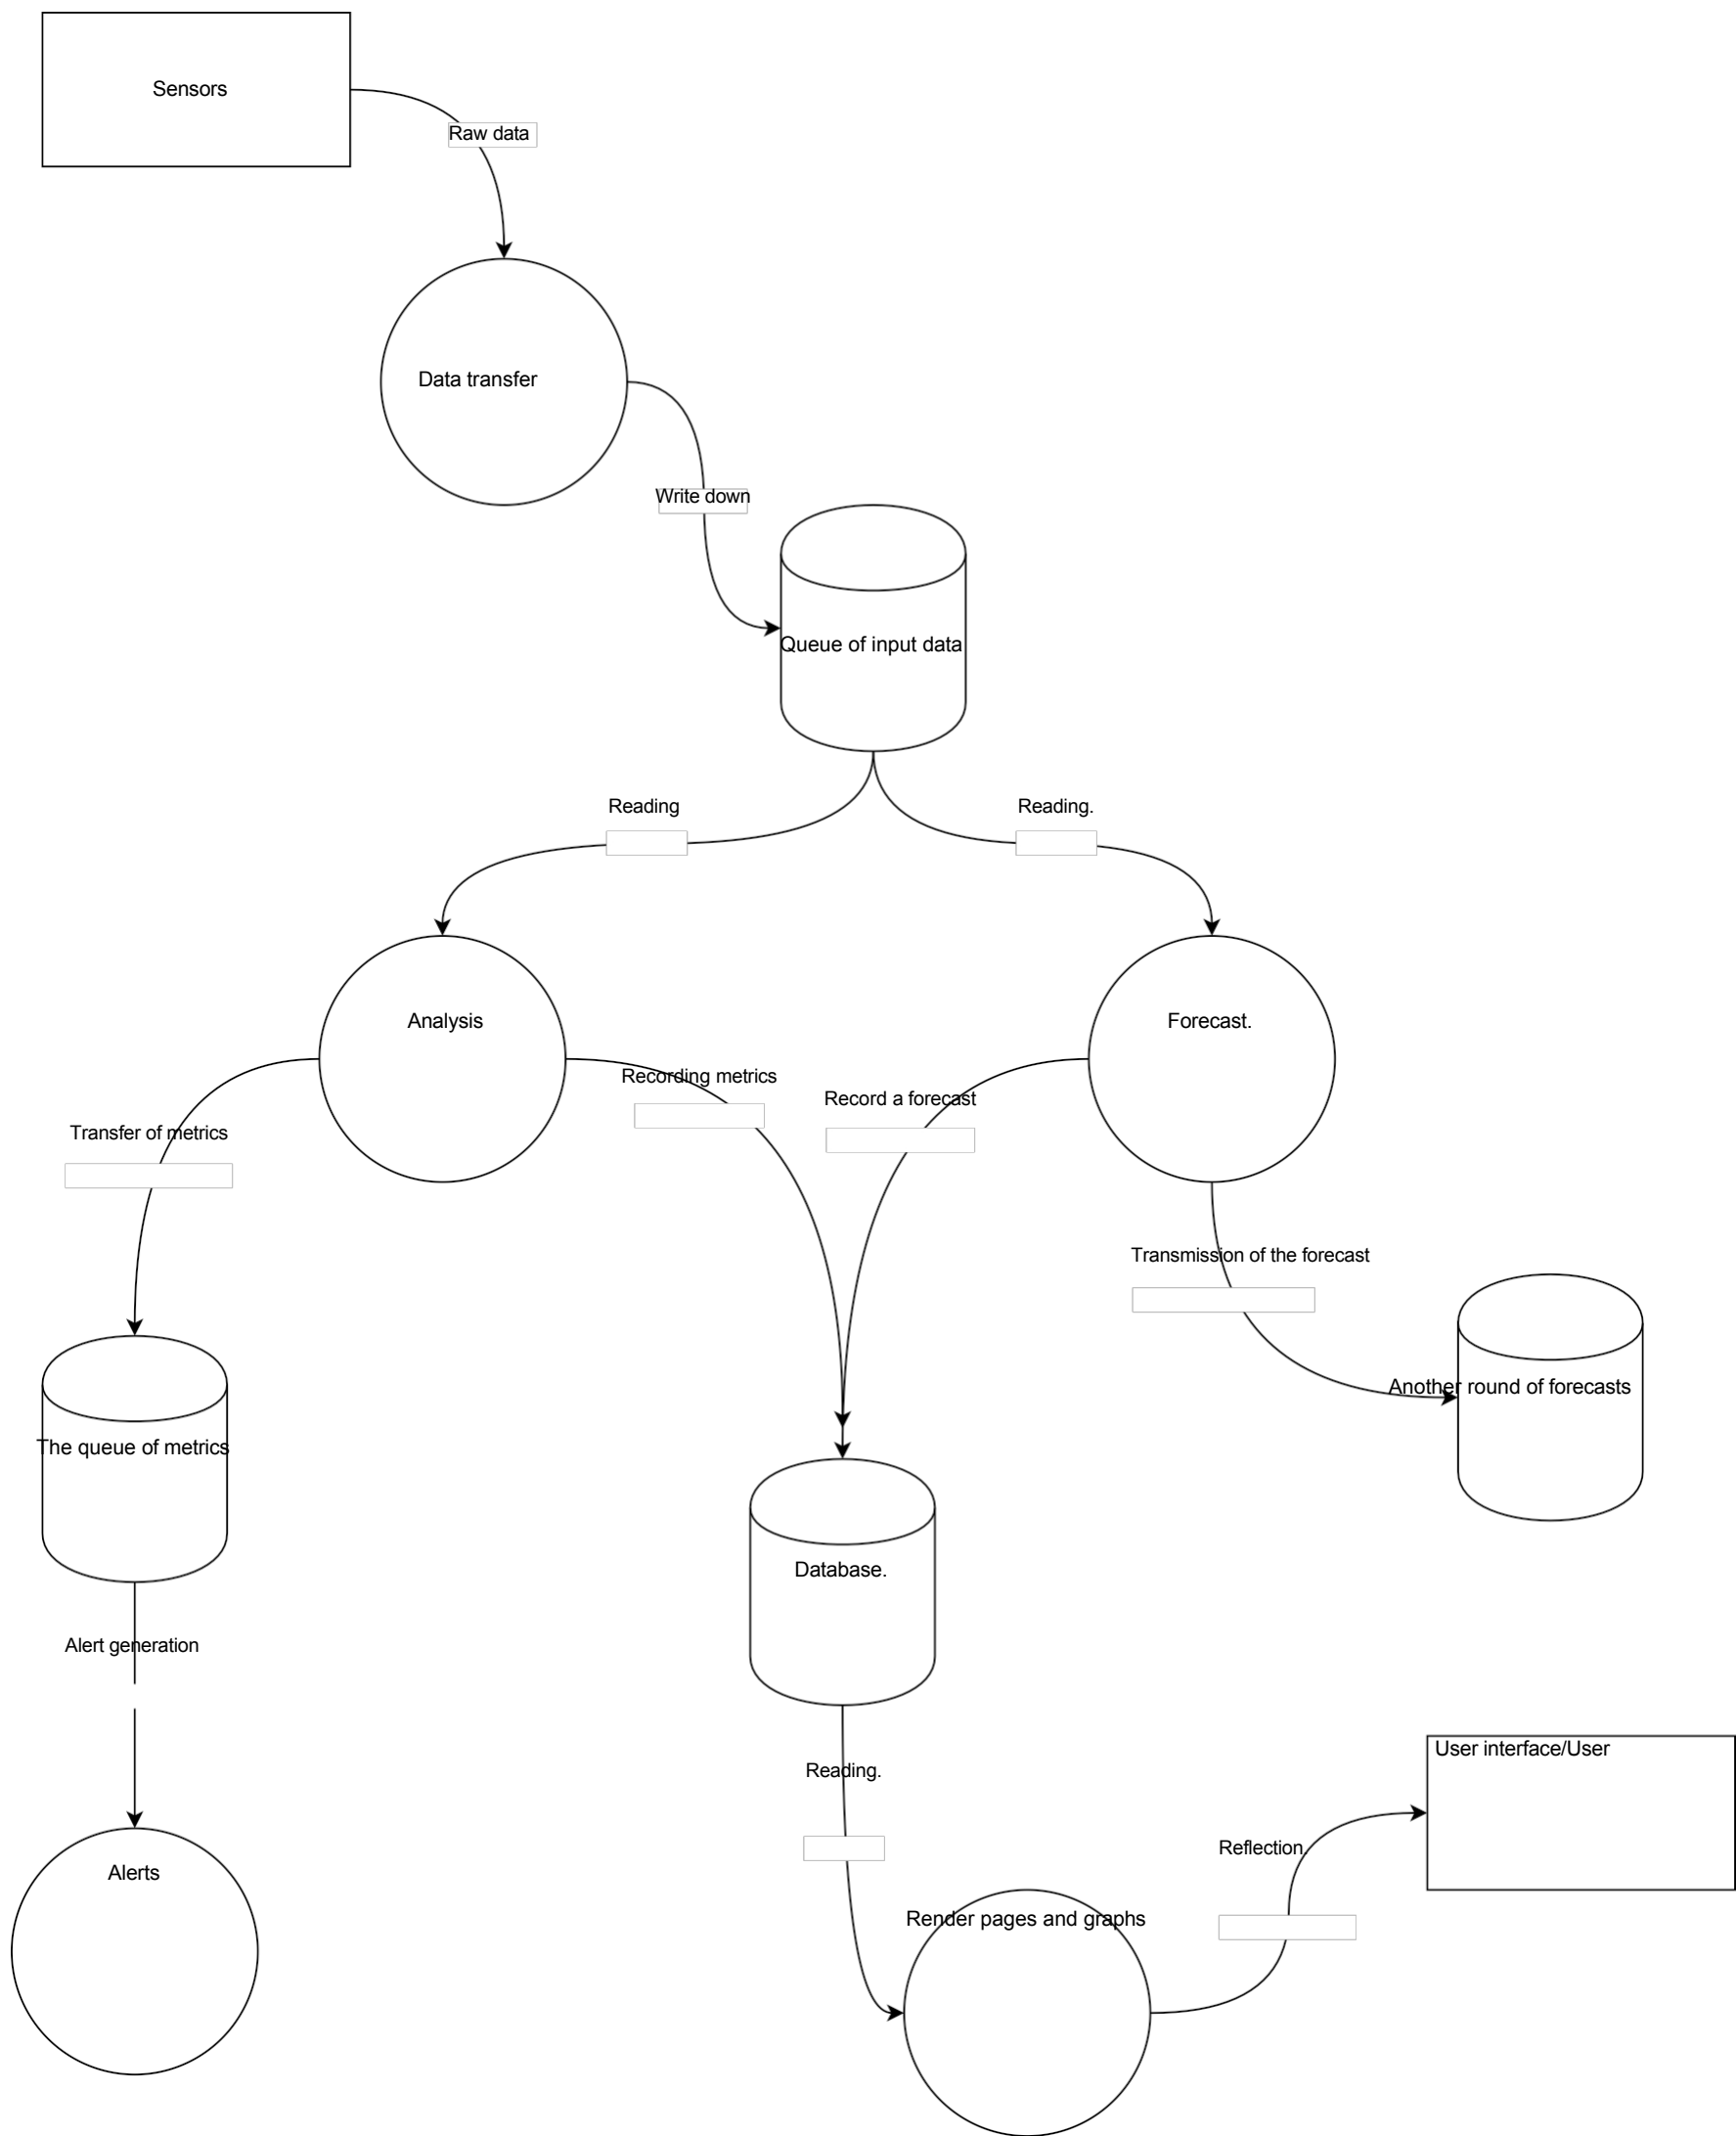 Sensors
Raw data
Data transfer
Write down
Queue of input data
Reading
Reading.
Analysis
Forecast.
Recording metrics
Record a forecast
Transfer of metrics
Transmission of the forecast
Another round of forecasts
The queue of metrics
Database.
Alert generation
User interface/User
Reading.
Reflection.
Alerts
Render pages and graphs